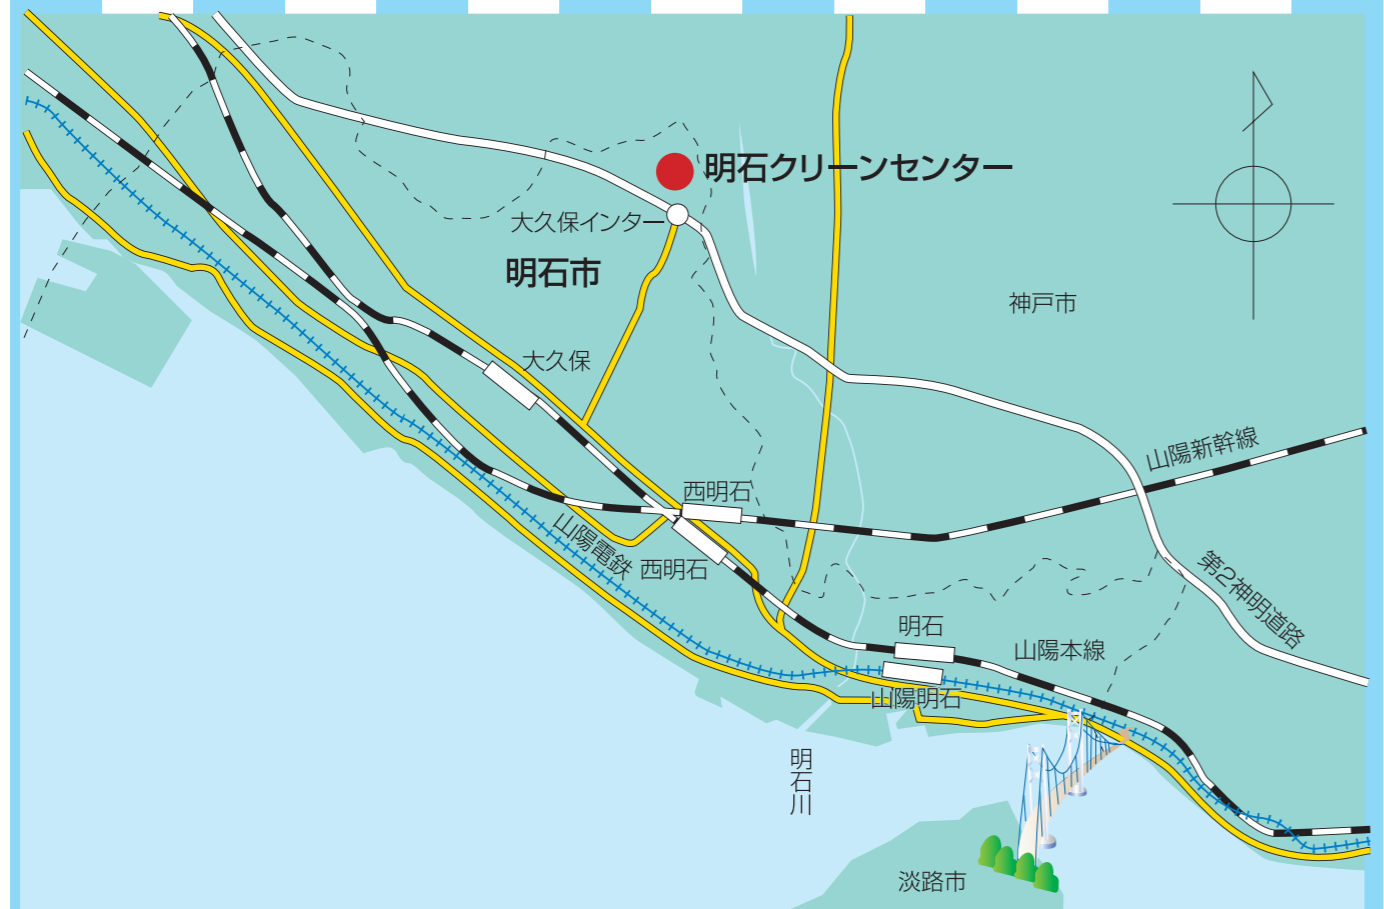 明石クリーンセンター
大久保インター
明石市
神戸市
大久保
山陽新幹線
西明石
山陽電鉄
西明石
第2神明道路
明石
山陽本線
山陽明石
明石川
淡路市